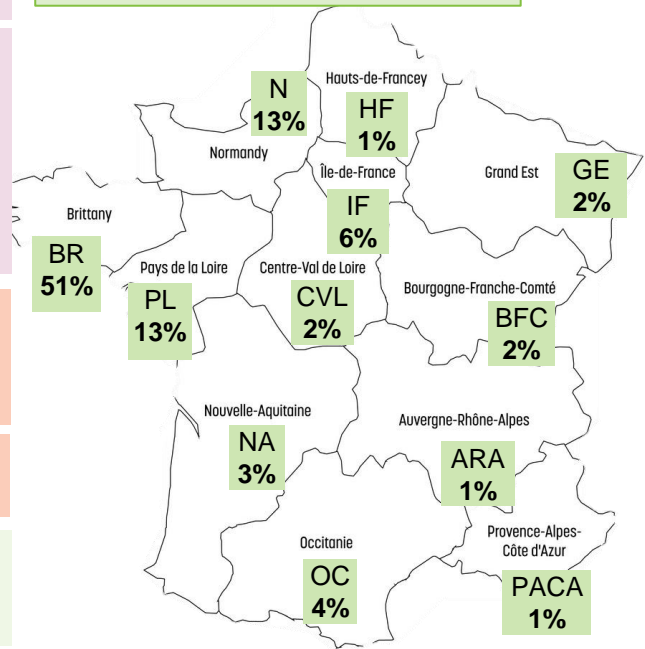 Hauts-de-Francey
N
13%
HF
1%
Normandy
Île-de-France
Grand Est
GE
2%
IF
6%
Brittany
BR
51%
Pays de la Loire
PL
13%
Centre-Val de Loire
CVL
2%
Bourgogne-Franche-Comté
BFC
2%
Nouvelle-Aquitaine
NA
3%
Auvergne-Rhône-Alpes
ARA
1%
Occitanie
OC
4%
Provence-Alpes-
Côte d'Azur
PACA
1%